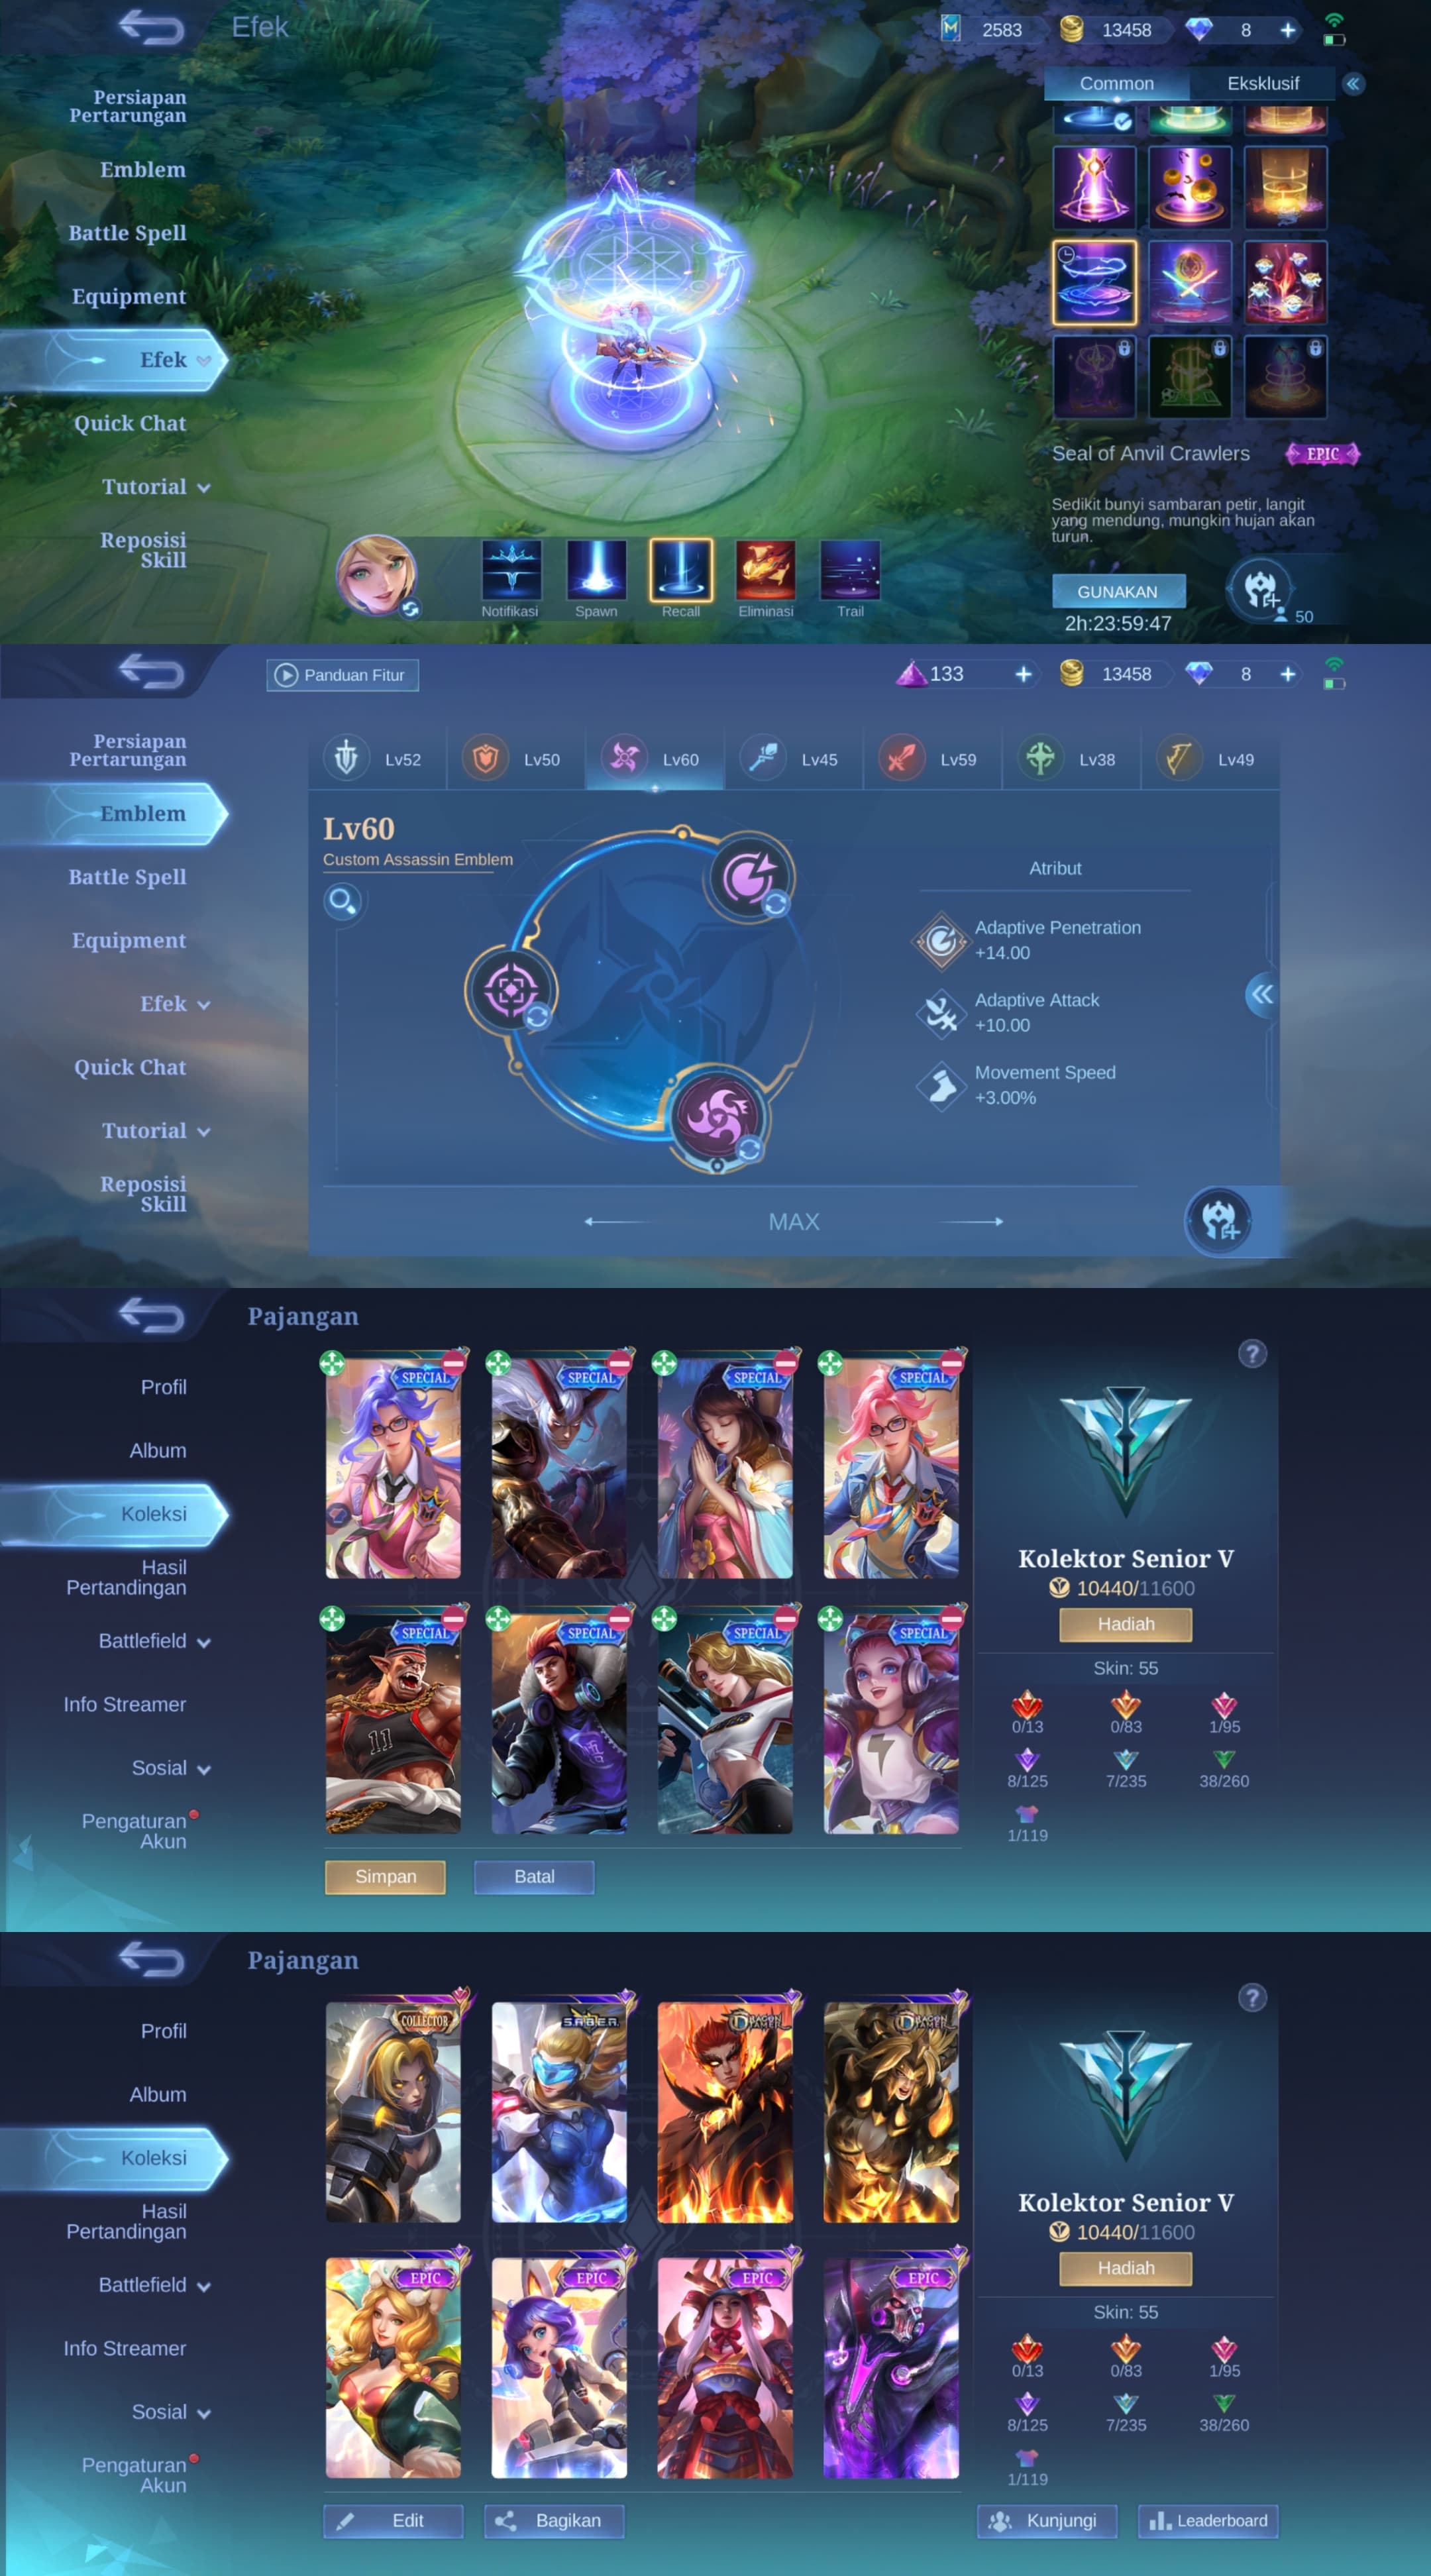 Efek
2583
13458
8
Persiapan
Pertarungan
Emblem
Battle Spell
Equipment
Efek
Quick Chat
Tutorial
Reposisi
Skill
Common
Eksklusif
Seal of Anvil Crawlers
EPIC
Sedikit bunyi sambaran petir, langit
yang mendung, mungkin hujan akan
turun.
GUNAKAN
50
2h:23:59:47
Notifikasi
Spawn
Recall
Eliminasi
Trail
Panduan Fitur
133
13458
8
Persiapan
Pertarungan
Emblem
Battle Spell
Equipment
Efek
Quick Chat
Tutorial
Reposisi
Skill
Lv52
Lv50
Lv60
Lv45
Lv59
Lv38
Lv49
Lv60
Custom Assassin Emblem
Atribut
Adaptive Penetration
+14.00
Adaptive Attack
+10.00
Movement Speed
+3.00%
MAX
Pajangan
Profil
Album
Koleksi
Hasil
Pertandingan
Battlefield
Info Streamer
Sosial
Pengaturan
Akun
SPECIAL
SPECIAL
SPECIAL
SPECIAL
SPECIAL
SPECIAL
SPECIAL
SPECIAL
11
Simpan
Batal
?
Kolektor Senior V
10440/11600
Hadiah
Skin: 55
0/13
0/83
1/95
8/125
7/235
38/260
1/119
Pajangan
Profil
Album
Koleksi
Hasil
Pertandingan
Battlefield
Info Streamer
Sosial
Pengaturan
Akun
COLLECTOR
S.A.B.E.R.
DRAGON
TAMER
DRAGON
TAMER
EPIC
EPIC
EPIC
EPIC
Edit
Bagikan
?
Kolektor Senior V
10440/11600
Hadiah
Skin: 55
0/13
0/83
1/95
8/125
7/235
38/260
1/119
Kunjungi
Leaderboard